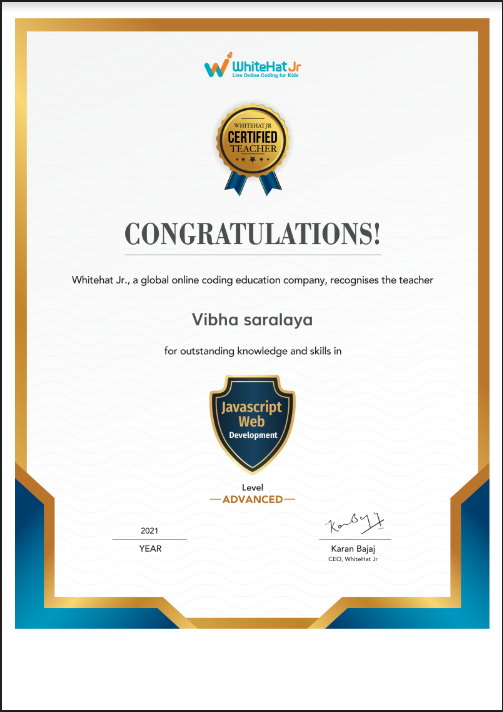 WhiteHat Jr
Live Online Coding for Kids
WHITEHAT JR
CERTIFIED
TEACHER
CONGRATULATIONS!
Whitehat Jr., a global online coding education company, recognises the teacher
Vibha saralaya
for outstanding knowledge and skills in
Javascript
Web
Development
Level
ADVANCED
2021
YEAR
Karan Bajaj
CEO, WhiteHat Jr